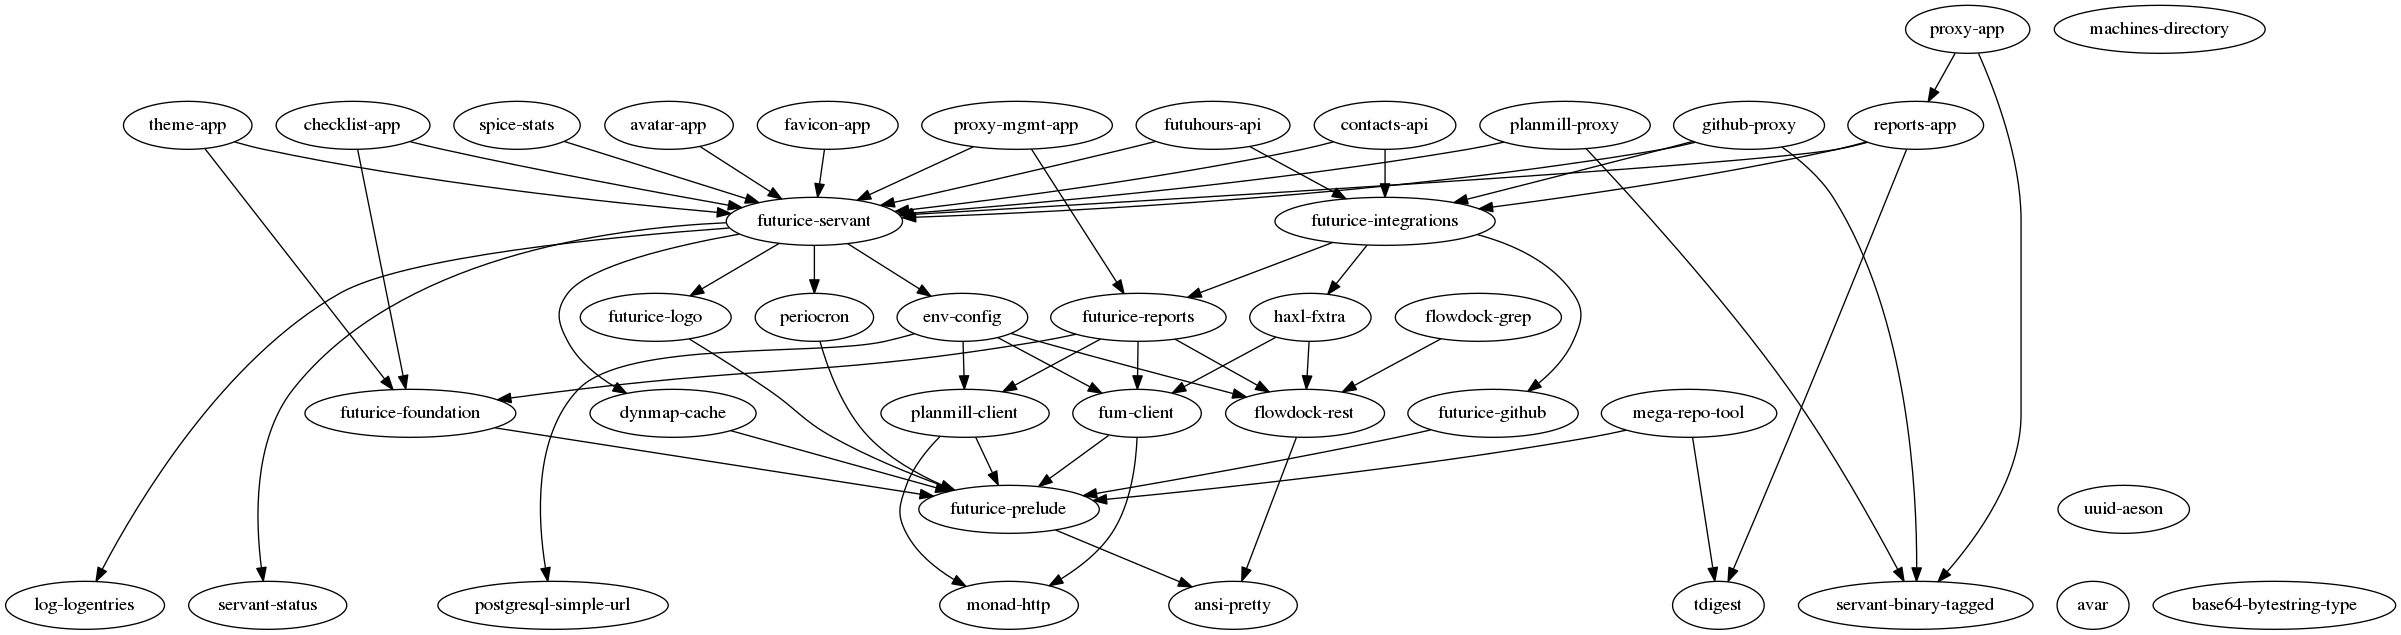 proxy-app
machines-directory
theme-app
checklist-app
spice-stats
avatar-app
favicon-app
proxy-mgmt-app
futuhours-api
contacts-api
planmill-proxy
github-proxy
reports-app
futurice-servant
futurice-integrations
futurice-logo
periocron
env-config
futurice-reports
haxl-fxtra
flowdock-grep
futurice-foundation
dynmap-cache
planmill-client
fum-client
flowdock-rest
futurice-github
mega-repo-tool
futurice-prelude
uuid-aeson
log-logentries
servant-status
postgresql-simple-url
monad-http
ansi-pretty
tdigest
servant-binary-tagged
avar
base64-bytestring-type